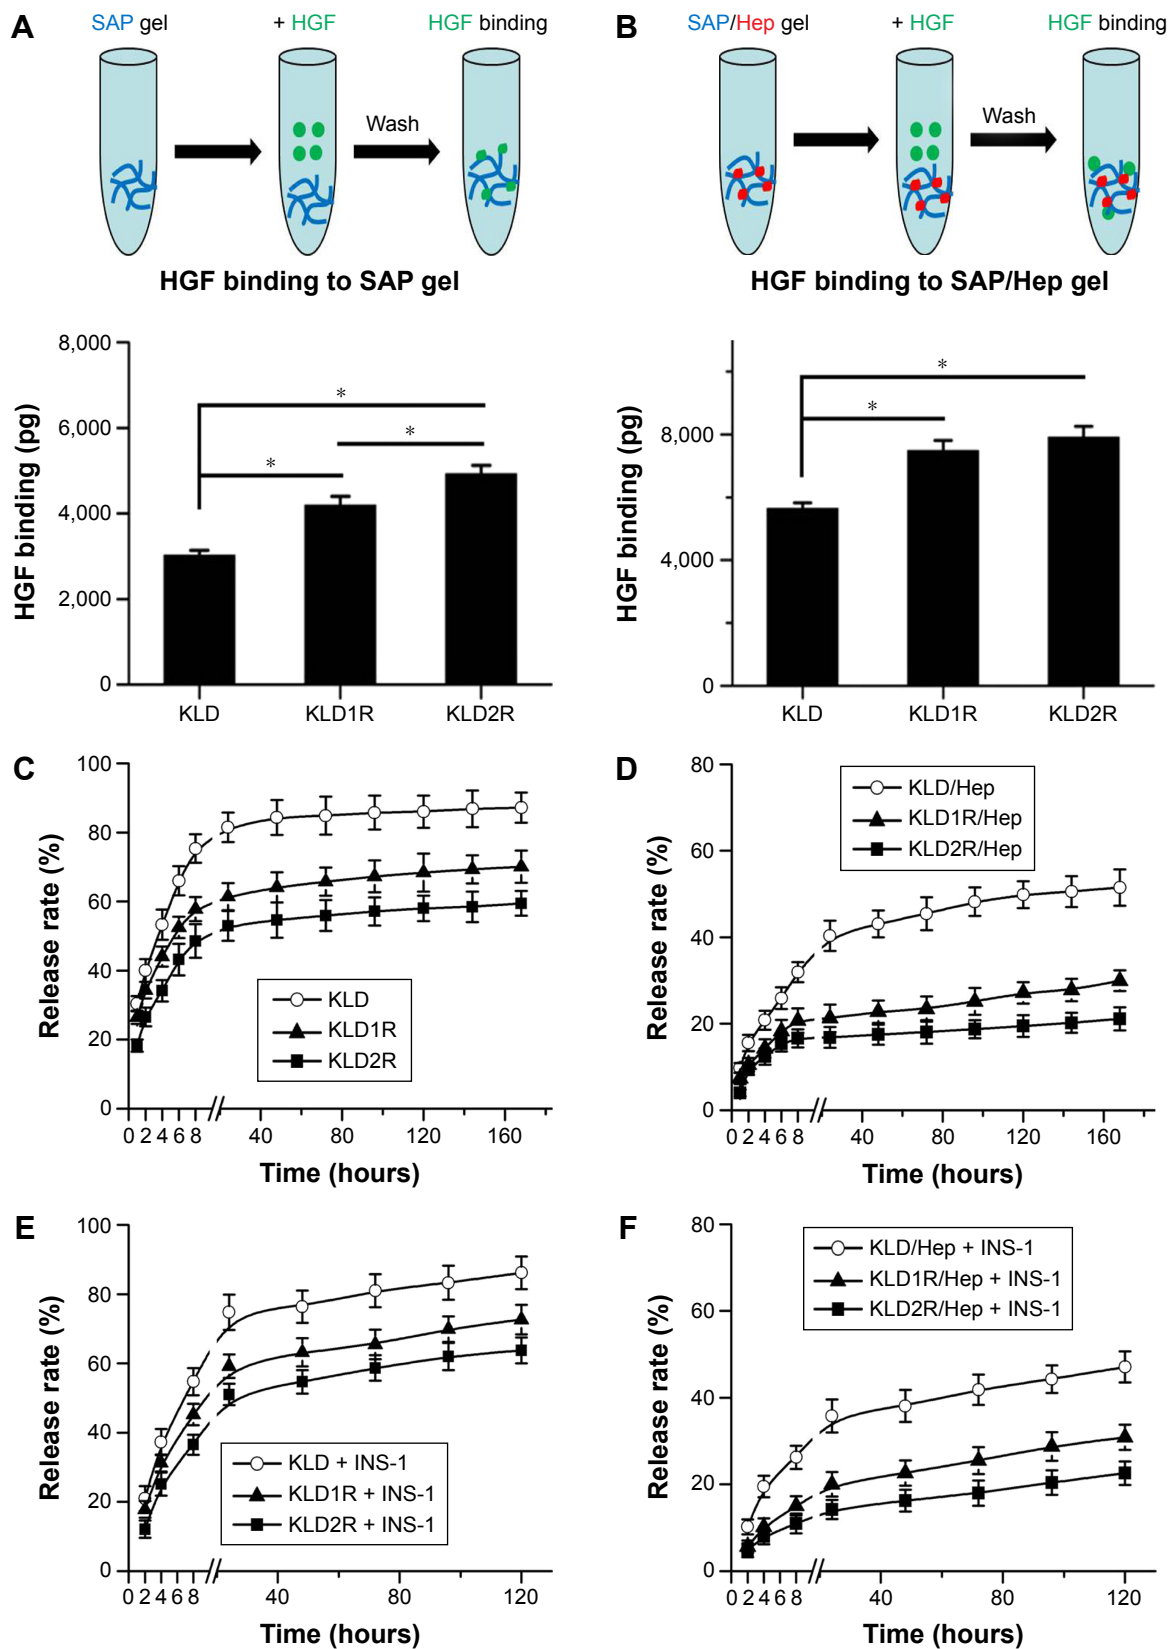 A
SAP gel
+ HGF
HGF binding
Wash
HGF binding to SAP gel
B
SAP/Hep gel
+ HGF
HGF binding
Wash
HGF binding to SAP/Hep gel
HGF binding (pg)
8,000
6,000
4,000
2,000
0
*
*
*
KLD KLD1R KLD2R
HGF binding (pg)
8,000
4,000
0
*
*
KLD KLD1R KLD2R
C
Release rate (%)
100
80
60
40
20
0
KLD
KLD1R
KLD2R
0 2 4 6 8 40 80 120 160
Time (hours)
D
Release rate (%)
80
60
40
20
0
KLD/Hep
KLD1R/Hep
KLD2R/Hep
0 2 4 6 8 40 80 120 160
Time (hours)
E
Release rate (%)
100
80
60
40
20
0
KLD + INS-1
KLD1R + INS-1
KLD2R + INS-1
0 2 4 6 8 40 80 120
Time (hours)
F
Release rate (%)
80
60
40
20
0
KLD/Hep + INS-1
KLD1R/Hep + INS-1
KLD2R/Hep + INS-1
0 2 4 6 8 40 80 120
Time (hours)